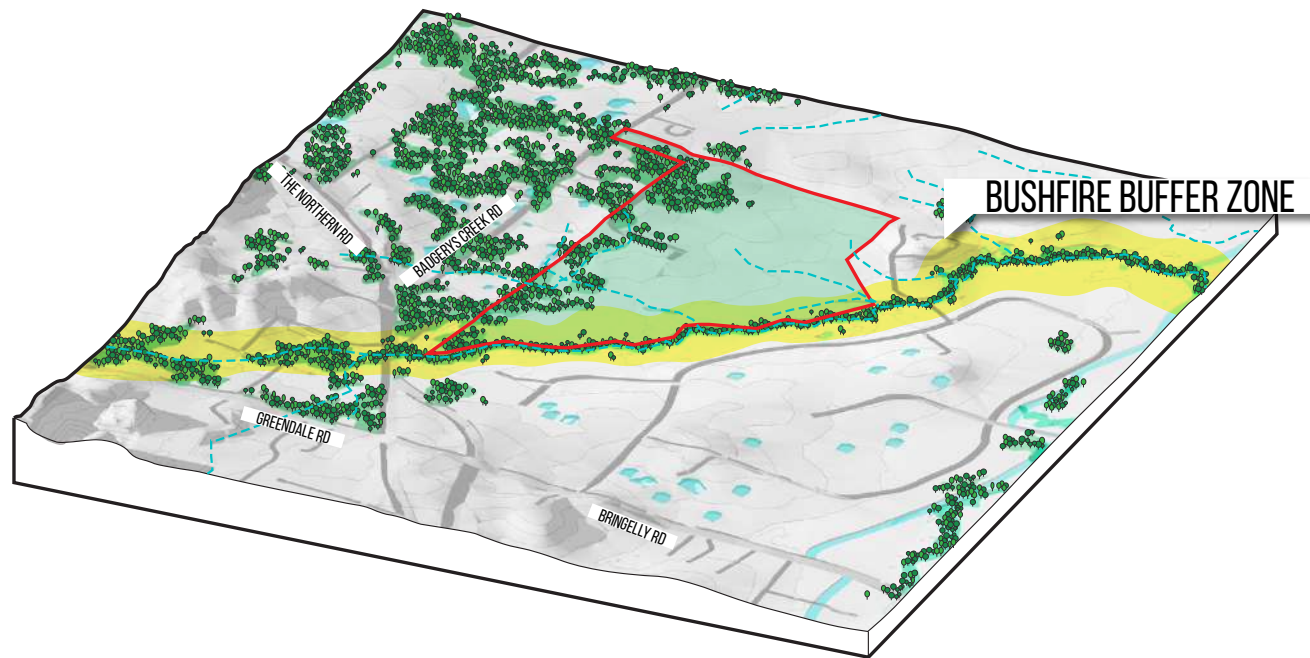 THE NORTHERN RD
BADGERYS CREEK RD
BUSHFIRE BUFFER ZONE
GREENDALE RD
BRINGELLY RD